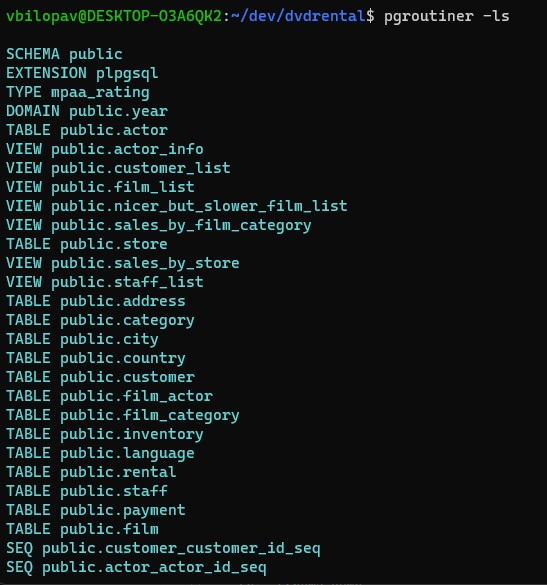 vbilopav@DESKTOP-O3A6QK2:~/dev/dvdrental$ pgroutiner -ls
SCHEMA public
EXTENSION plpgsql
TYPE mpaa_rating
DOMAIN public.year
TABLE public.actor
VIEW public.actor_info
VIEW public.customer_list
VIEW public.film_list
VIEW public.nicer_but_slower_film_list
VIEW public.sales_by_film_category
TABLE public.store
VIEW public.sales_by_store
VIEW public.staff_list
TABLE public.address
TABLE public.category
TABLE public.city
TABLE public.country
TABLE public.customer
TABLE public.film_actor
TABLE public.film_category
TABLE public.inventory
TABLE public.language
TABLE public.rental
TABLE public.staff
TABLE public.payment
TABLE public.film
SEQ public.customer_customer_id_seq
SEQ public.actor_actor_id_seq